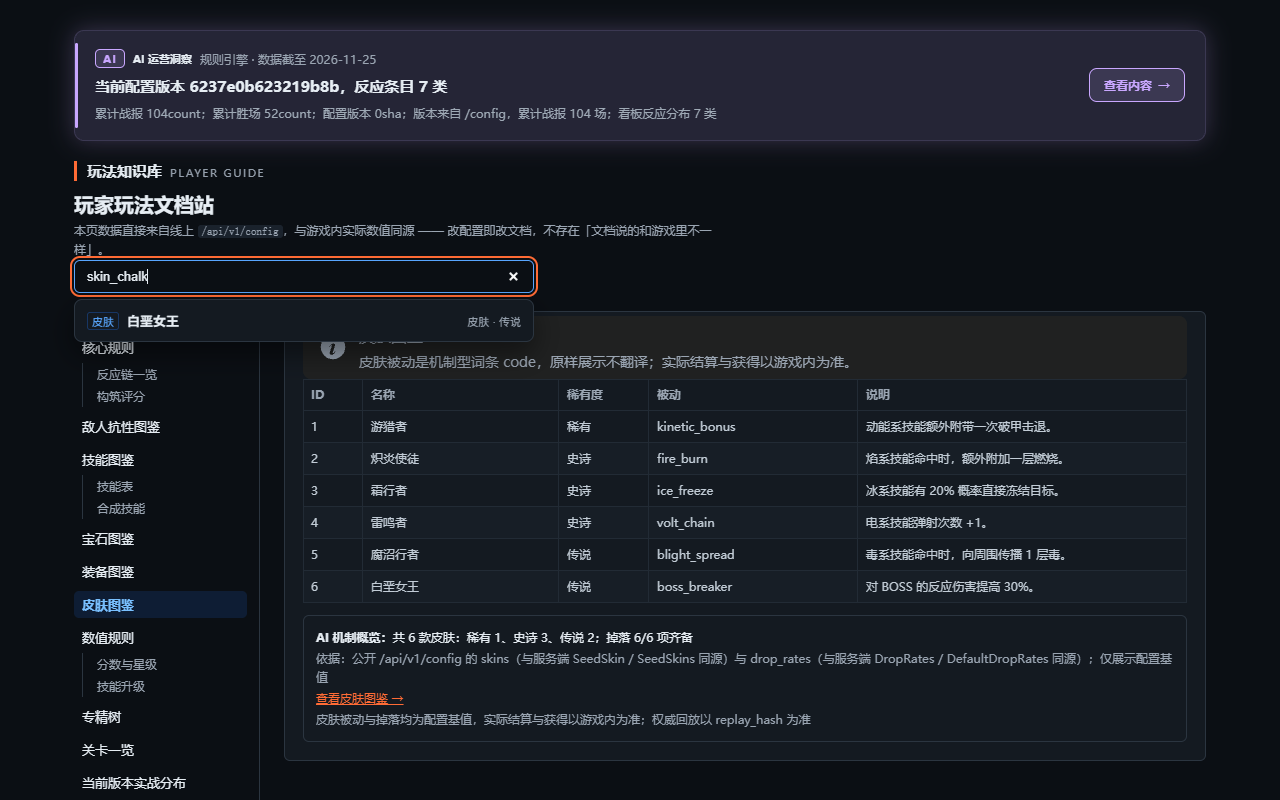 AI AI 运营洞察 规则引擎 · 数据截至 2026-11-25
当前配置版本 6237e0b623219b8b，反应条目 7 类
累计战报 104count；累计胜场 52count；配置版本 0sha；版本来自 /config，累计战报 104 场；看板反应分布 7 类
查看内容 →
玩法知识库 PLAYER GUIDE
玩家玩法文档站
本页数据直接来自线上 /api/v1/config，与游戏内实际数值同源 —— 改配置即改文档，不存在「文档说的和游戏里不一
样」。
skin_chalk ×
皮肤 白垩女王 皮肤 · 传说
核心规则
反应链一览
构筑评分
敌人抗性图鉴
技能图鉴
技能表
合成技能
宝石图鉴
装备图鉴
皮肤图鉴
数值规则
分数与星级
技能升级
专精树
关卡一览
当前版本实战分布
皮肤被动是机制型词条 code，原样展示不翻译；实际结算与获得以游戏内为准。
ID 名称 稀有度 被动 说明
1 游猎者 稀有 kinetic_bonus 动能系技能额外附带一次破甲击退。
2 炽炎使徒 史诗 fire_burn 焰系技能命中时，额外附加一层燃烧。
3 霜行者 史诗 ice_freeze 冰系技能有 20% 概率直接冻结目标。
4 雷鸣者 史诗 volt_chain 电系技能弹射次数 +1。
5 腐沼行者 传说 blight_spread 毒系技能命中时，向周围传播 1 层毒。
6 白垩女王 传说 boss_breaker 对 BOSS 的反应伤害提高 30%。
AI 机制概览：共 6 款皮肤：稀有 1、史诗 3、传说 2；掉落 6/6 项齐备
依据：公开 /api/v1/config 的 skins（与服务端 SeedSkin / SeedSkins 同源）与 drop_rates（与服务端 DropRates / DefaultDropRates 同源）；仅展示配置基
值
查看皮肤图鉴 →
皮肤被动与掉落均为配置基值，实际结算与获得以游戏内为准；权威回放以 replay_hash 为准